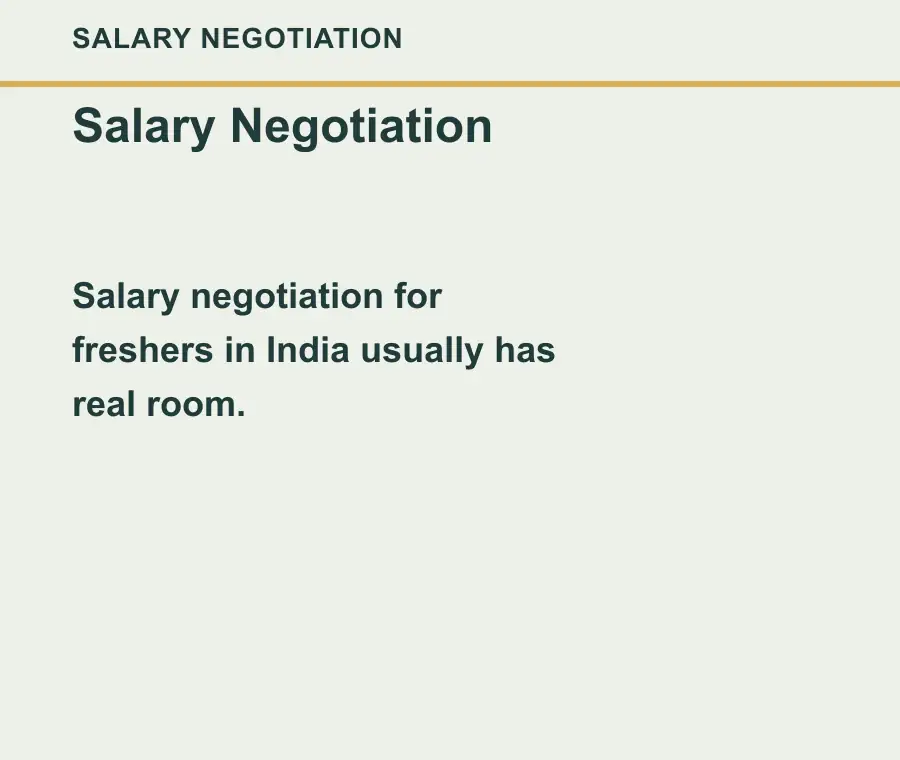 SALARY NEGOTIATION
Salary Negotiation
Salary negotiation for
freshers in India usually has
real room.